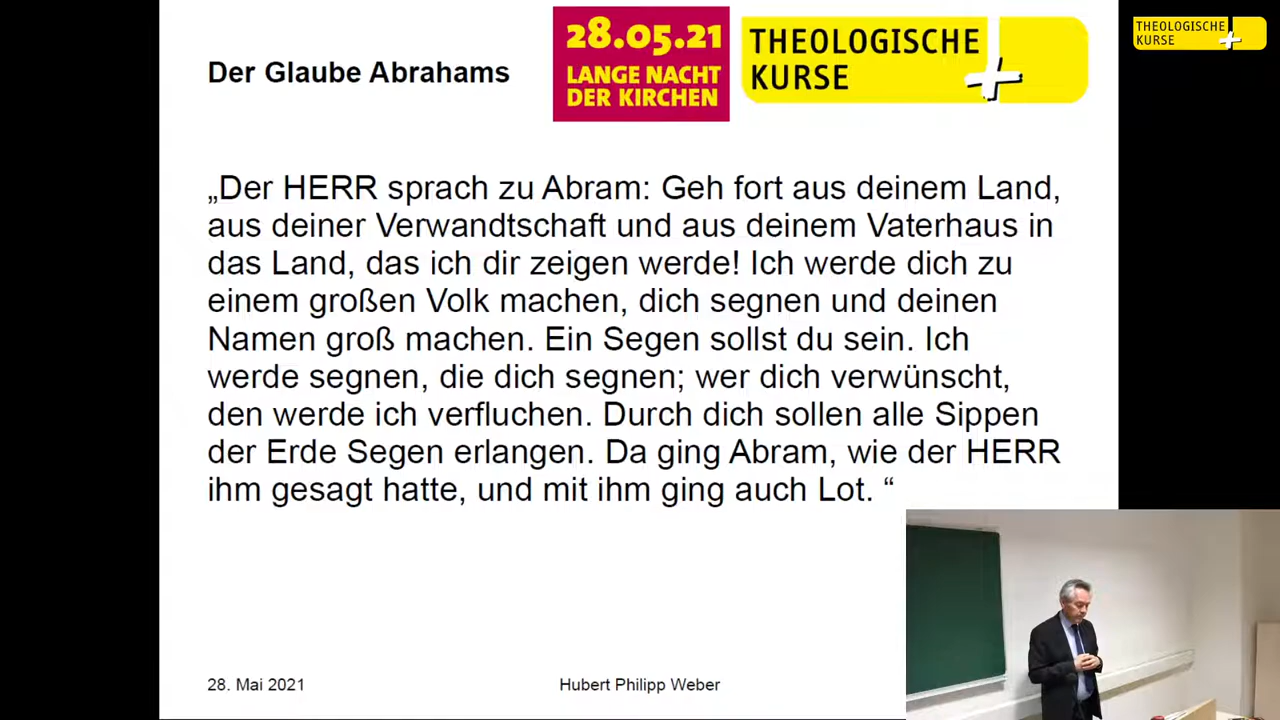 Der Glaube Abrahams
28.05.21
LANGE NACHT
DER KIRCHEN
THEOLOGISCHE
KURSE
THEOLOGISCHE
KURSE
„Der HERR sprach zu Abram: Geh fort aus deinem Land,
aus deiner Verwandtschaft und aus deinem Vaterhaus in
das Land, das ich dir zeigen werde! Ich werde dich zu
einem großen Volk machen, dich segnen und deinen
Namen groß machen. Ein Segen sollst du sein. Ich
werde segnen, die dich segnen; wer dich verwünscht,
den werde ich verfluchen. Durch dich sollen alle Sippen
der Erde Segen erlangen. Da ging Abram, wie der HERR
ihm gesagt hatte, und mit ihm ging auch Lot. “
28. Mai 2021
Hubert Philipp Weber